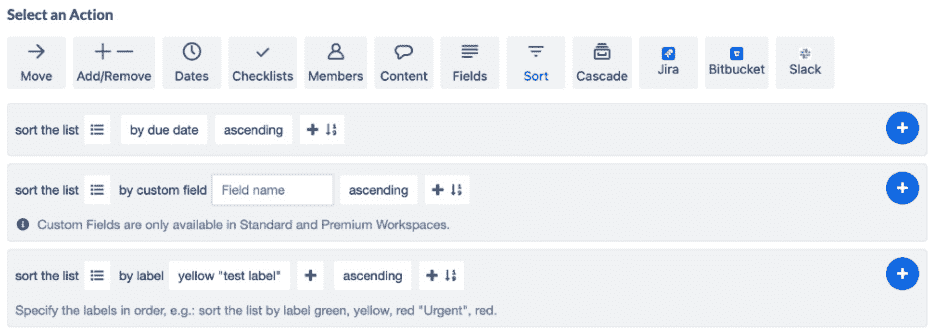 Select an Action
Move Add/Remove Dates Checklists Members Content Fields Sort Cascade Jira Bitbucket Slack
sort the list by due date ascending
sort the list by custom field Field name ascending
Custom Fields are only available in Standard and Premium Workspaces.
sort the list by label yellow "test label" ascending
Specify the labels in order, e.g.: sort the list by label green, yellow, red "Urgent", red.